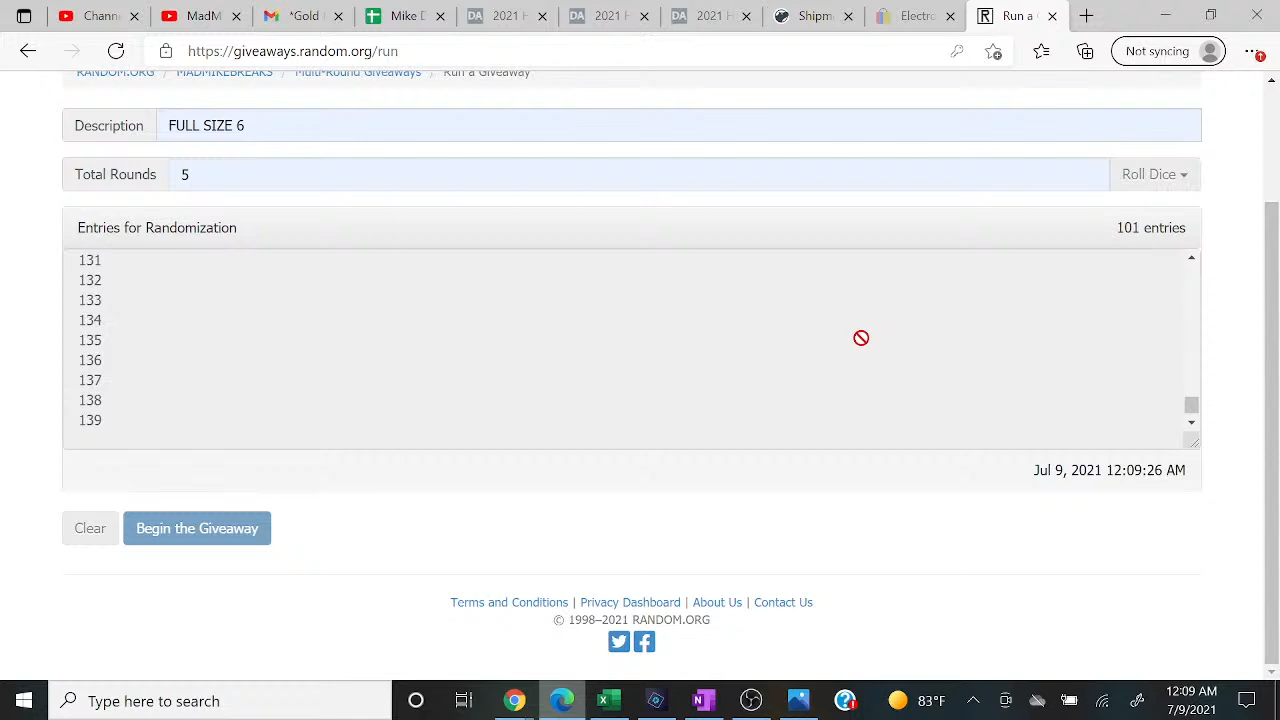 Chann
MadM
*Gold I
Mike D
DA 2021 H
DA 2021 H
DA 2021 H
Shipm
Electro
R Run a
https://giveaways.random.org/run
Not syncing
RANDOM.ORG / MADMIKEBREAKS / Multi-Round Giveaways / Run a Giveaway
Description FULL SIZE 6
Total Rounds 5 Roll Dice
Entries for Randomization 101 entries
131
132
133
134
135
136
137
138
139
Jul 9, 2021 12:09:26 AM
Clear Begin the Giveaway
Terms and Conditions | Privacy Dashboard | About Us | Contact Us
© 1998–2021 RANDOM.ORG
Type here to search
83°F
12:09 AM
7/9/2021